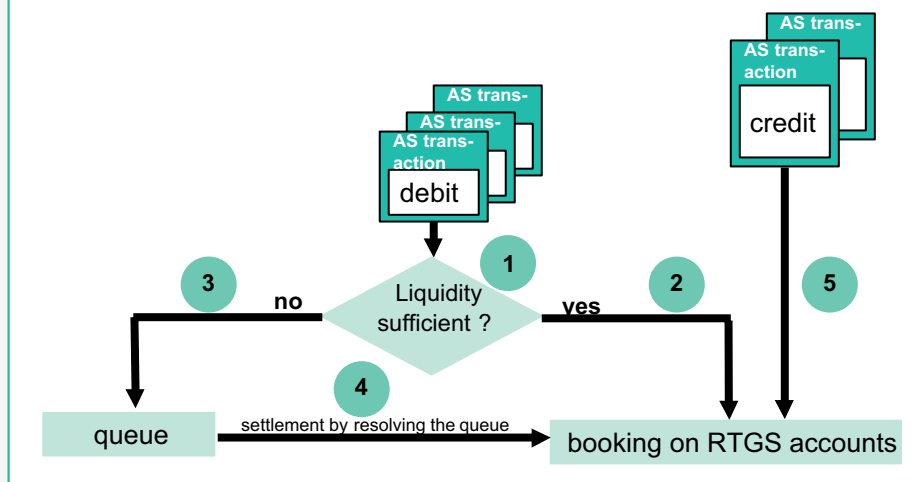 AS trans-
AS trans-
action
credit
AS trans-
AS trans-
AS trans-
action
debit
1
2
3
4
5
Liquidity
sufficient ?
no
yes
queue
settlement by resolving the queue
booking on RTGS accounts